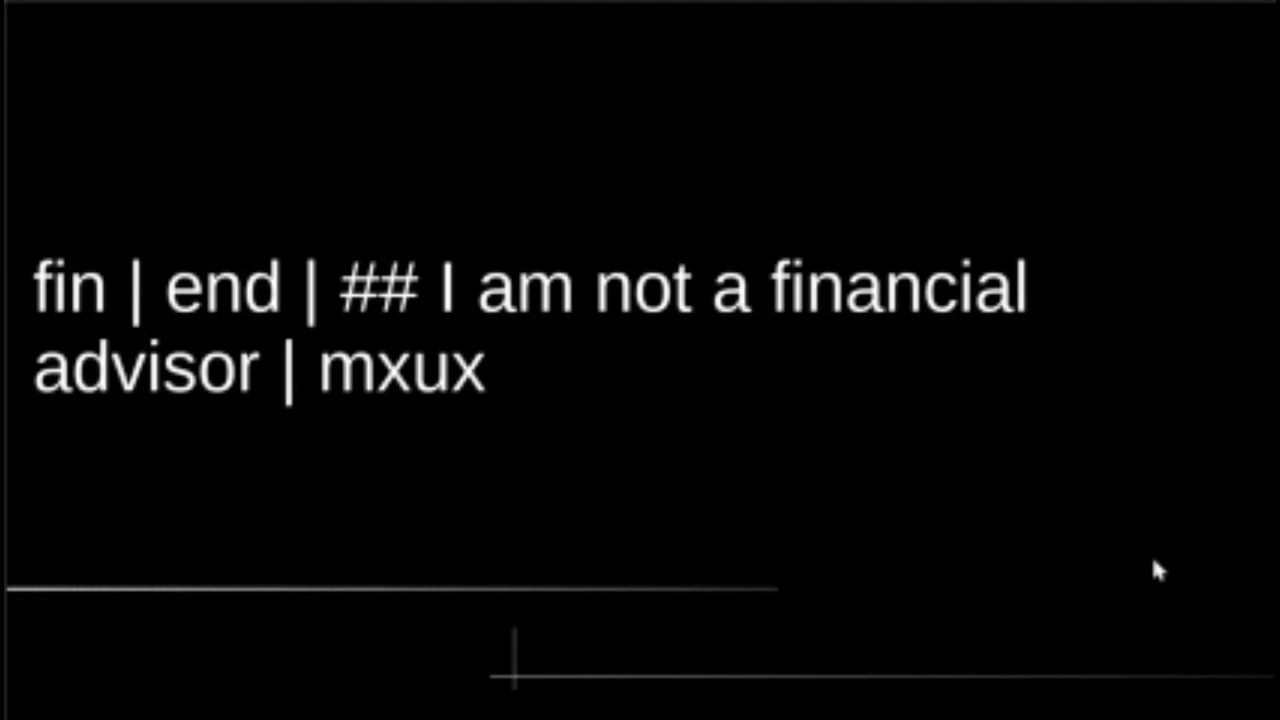 fin | end | ## I am not a financial
advisor | mxux